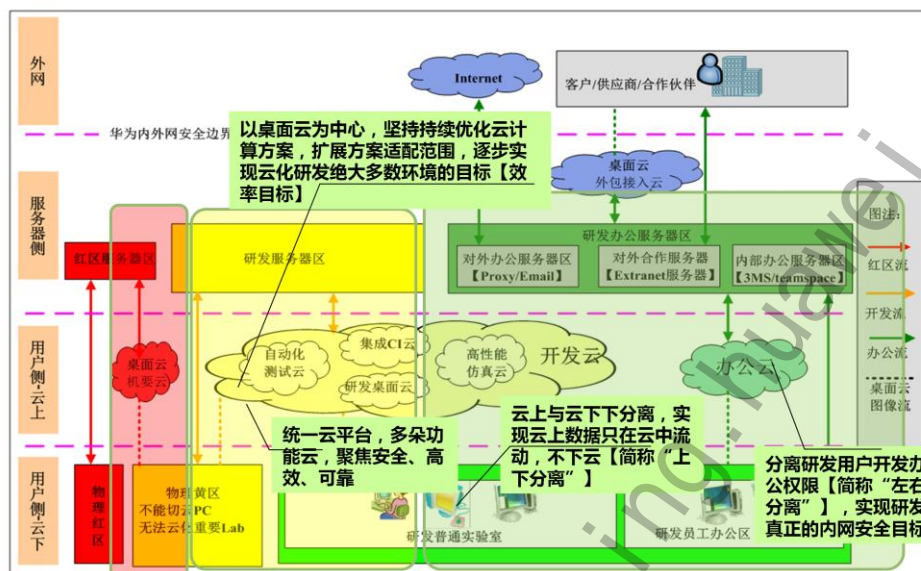 外网
Internet
客户/供应商/合作伙伴
华为内外网安全边界
以桌面云为中心，坚持持续优化云计
算方案，扩展方案适配范围，逐步实
现云化研发绝大多数环境的目标【效
率目标】
桌面云
外包接入云
服务器侧
红区服务器区
研发服务器区
研发办公服务器区
对外办公服务器区
【Proxy/Email】
对外合作服务器
【Extranet服务器】
内部办公服务器区
【3MS/teamspace】
图注：
红区流
开发流
办公流
桌面云
图像流
用户侧-云上
桌面云
机要云
自动化
测试云
集成CI云
研发桌面云
高性能
仿真云
开发云
办公云
统一云平台，多朵功
能云，聚焦安全、高
效、可靠
云上与云下下分离，实
现云上数据只在云中流
动，不下云【简称“上
下分离”】
分离研发用户开发办
公权限【简称“左右
分离”】，实现研发
真正的内网安全目标
用户侧-云下
物理红区
物理黄区
不能切云PC
无法云化重要Lab
研发普通实验室
研发员工办公区
ing.huawei